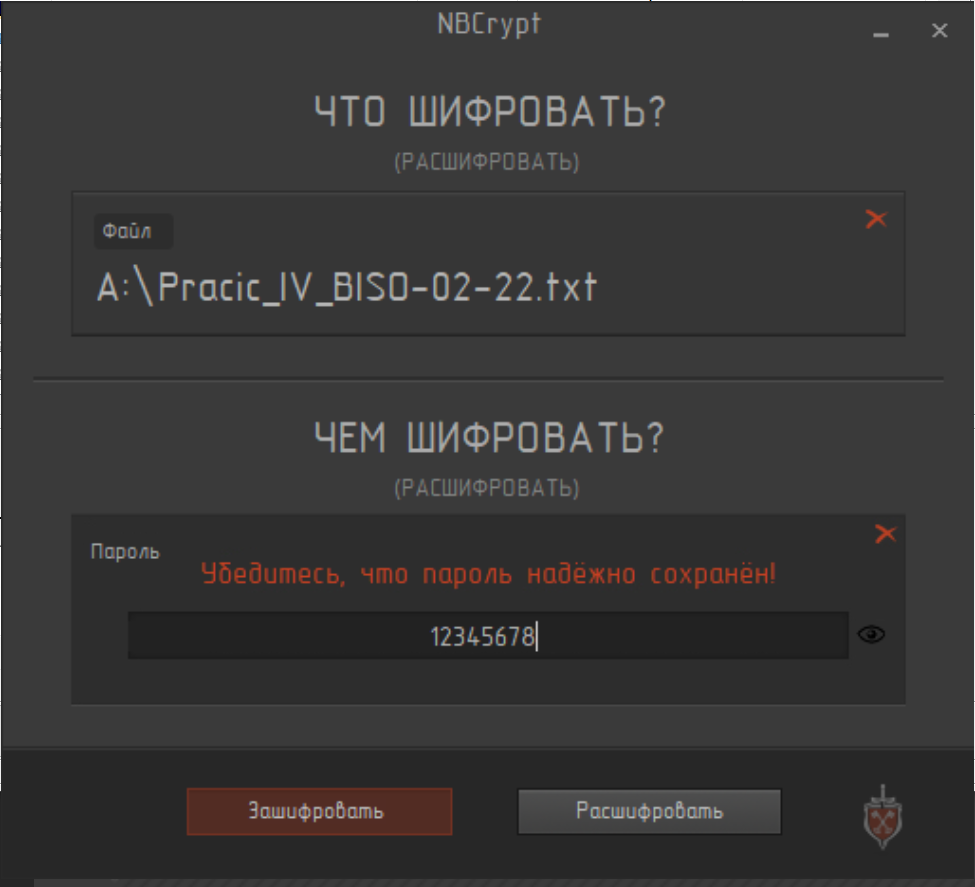 NBCrypt
ЧТО ШИФРОВАТЬ?
(РАСШИФРОВАТЬ)
Файл
A:\Pracic_IV_BISO-02-22.txt
ЧЕМ ШИФРОВАТЬ?
(РАСШИФРОВАТЬ)
Пароль
Убедитесь, что пароль надёжно сохранён!
12345678
Зашифровать
Расшифровать